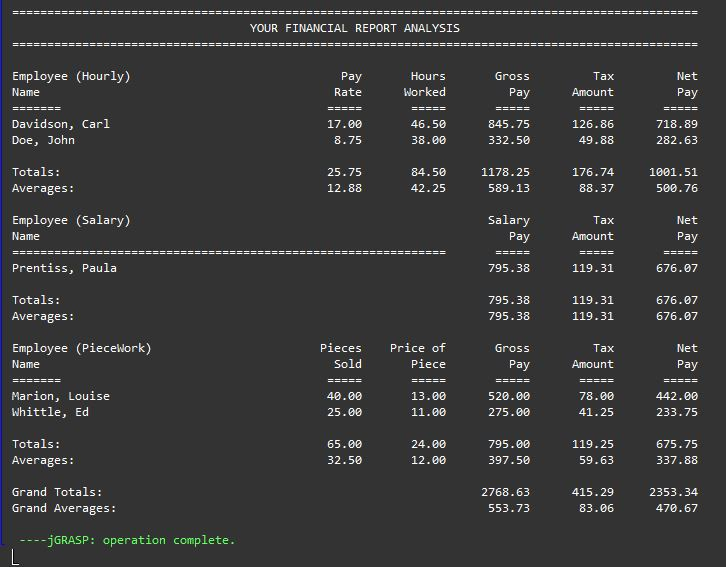 ==================================================================================================
YOUR FINANCIAL REPORT ANALYSIS
==================================================================================================
Employee (Hourly) Pay Hours Gross Tax Net
Name Rate Worked Pay Amount Pay
======= ===== ===== ===== ===== =====
Davidson, Carl 17.00 46.50 845.75 126.86 718.89
Doe, John 8.75 38.00 332.50 49.88 282.63
Totals: 25.75 84.50 1178.25 176.74 1001.51
Averages: 12.88 42.25 589.13 88.37 500.76
Employee (Salary) Salary Tax Net
Name Pay Amount Pay
============================================================== ===== ===== =====
Prentiss, Paula 795.38 119.31 676.07
Totals: 795.38 119.31 676.07
Averages: 795.38 119.31 676.07
Employee (PieceWork) Pieces Price of Gross Tax Net
Name Sold Piece Pay Amount Pay
======= ===== ===== ===== ===== =====
Marion, Louise 40.00 13.00 520.00 78.00 442.00
Whittle, Ed 25.00 11.00 275.00 41.25 233.75
Totals: 65.00 24.00 795.00 119.25 675.75
Averages: 32.50 12.00 397.50 59.63 337.88
Grand Totals: 2768.63 415.29 2353.34
Grand Averages: 553.73 83.06 470.67
----jGRASP: operation complete.